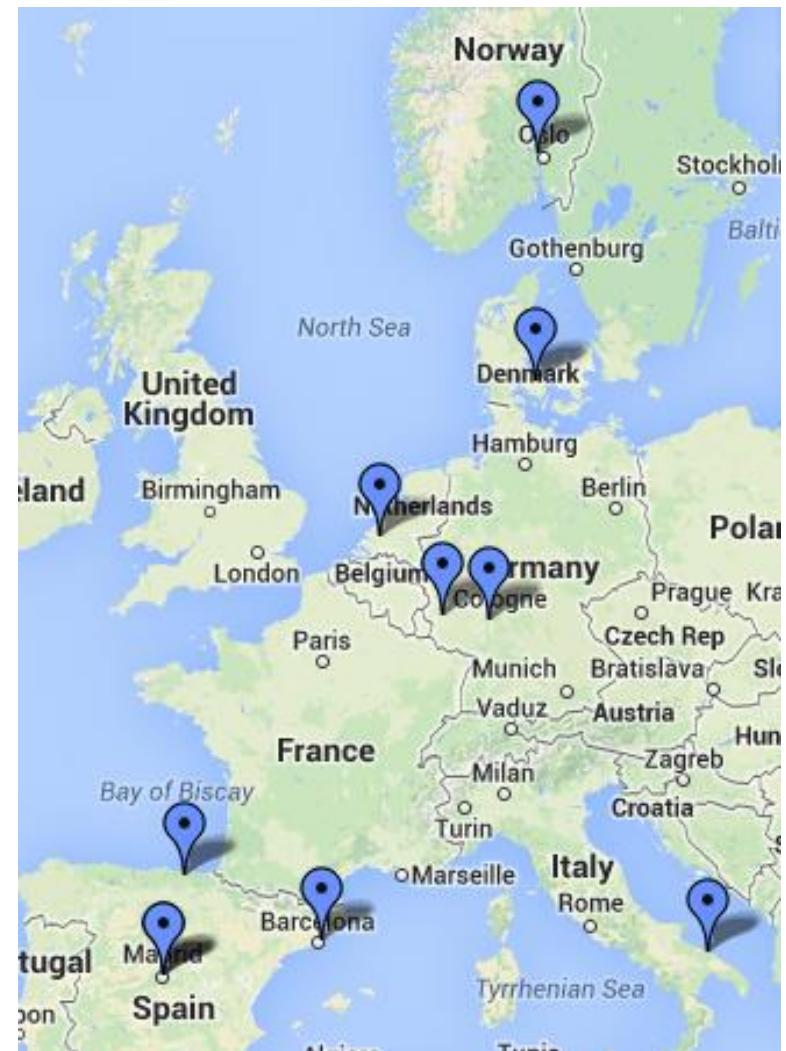 Norway
Oslo
Stockhol
Balti
Gothenburg
North Sea
Denmark
United
Kingdom
Hamburg
eland
Birmingham
Berlin
Netherlands
Polan
London
Belgium
rmany
Cologne
Prague
Kra
Paris
Czech Rep
Munich
Bratislava
Slo
Vaduz
Austria
France
Hun
Zagreb
Milan
Bay of Biscay
Croatia
Turin
Marseille
Italy
Rome
Barcelona
Madrid
tugal
Tyrrhenian Sea
Spain
bon